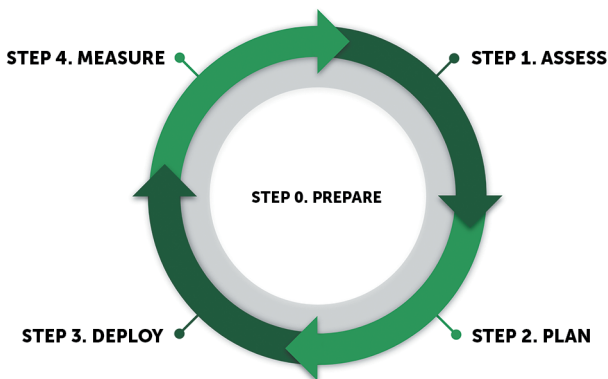 STEP 4. MEASURE
STEP 1. ASSESS
STEP 0. PREPARE
STEP 3. DEPLOY
STEP 2. PLAN